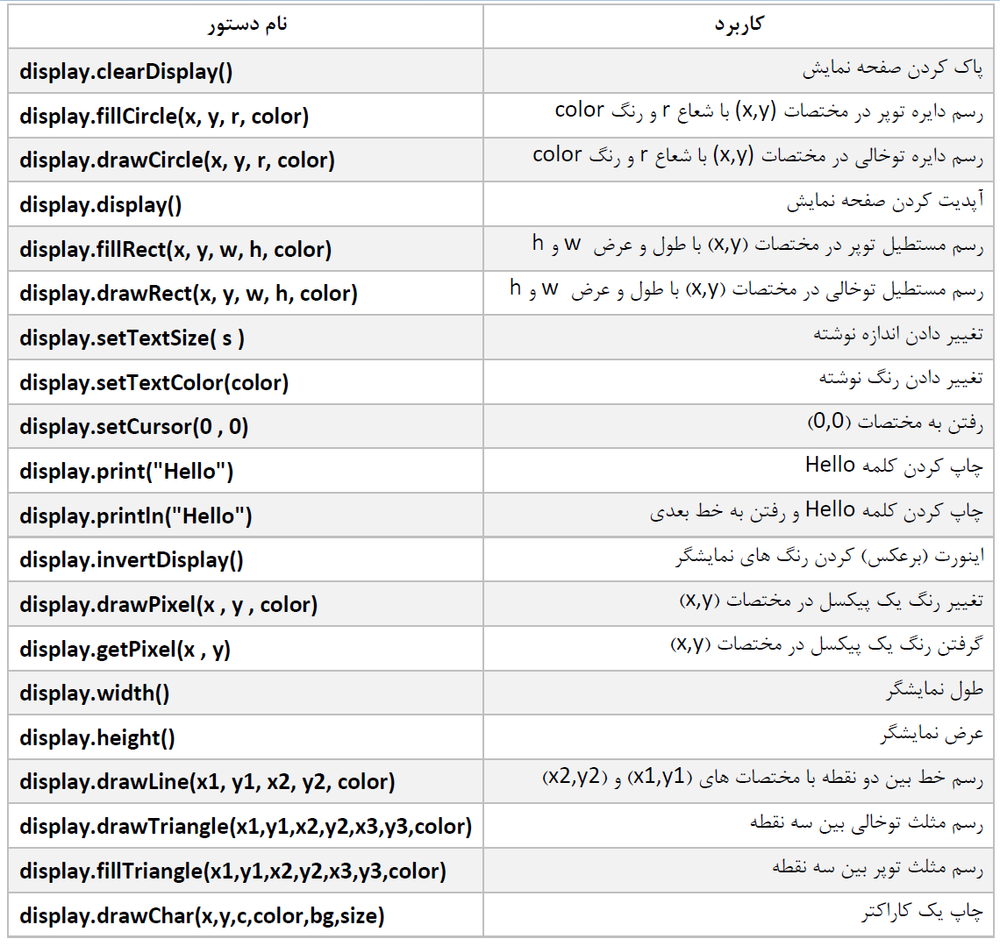 نام دستور	کاربرد
display.clearDisplay()	پاک کردن صفحه نمایش
display.fillCircle(x, y, r, color)	رسم دایره توپر در مختصات (x,y) با شعاع r و رنگ color
display.drawCircle(x, y, r, color)	رسم دایره توخالی در مختصات (x,y) با شعاع r و رنگ color
display.display()	آپدیت کردن صفحه نمایش
display.fillRect(x, y, w, h, color)	رسم مستطیل توپر در مختصات (x,y) با طول و عرض w و h
display.drawRect(x, y, w, h, color)	رسم مستطیل توخالی در مختصات (x,y) با طول و عرض w و h
display.setTextSize( s )	تغییر دادن اندازه نوشته
display.setTextColor(color)	تغییر دادن رنگ نوشته
display.setCursor(0 , 0)	رفتن به مختصات (0,0)
display.print("Hello")	چاپ کردن کلمه Hello
display.println("Hello")	چاپ کردن کلمه Hello و رفتن به خط بعدی
display.invertDisplay()	اینورت (برعکس) کردن رنگ های نمایشگر
display.drawPixel(x , y , color)	تغییر رنگ یک پیکسل در مختصات (x,y)
display.getPixel(x , y)	گرفتن رنگ یک پیکسل در مختصات (x,y)
display.width()	طول نمایشگر
display.height()	عرض نمایشگر
display.drawLine(x1, y1, x2, y2, color)	رسم خط بین دو نقطه با مختصات های (x1,y1) و (x2,y2)
display.drawTriangle(x1,y1,x2,y2,x3,y3,color)	رسم مثلث توخالی بین سه نقطه
display.fillTriangle(x1,y1,x2,y2,x3,y3,color)	رسم مثلث توپر بین سه نقطه
display.drawChar(x,y,c,color,bg,size)	چاپ یک کاراکتر